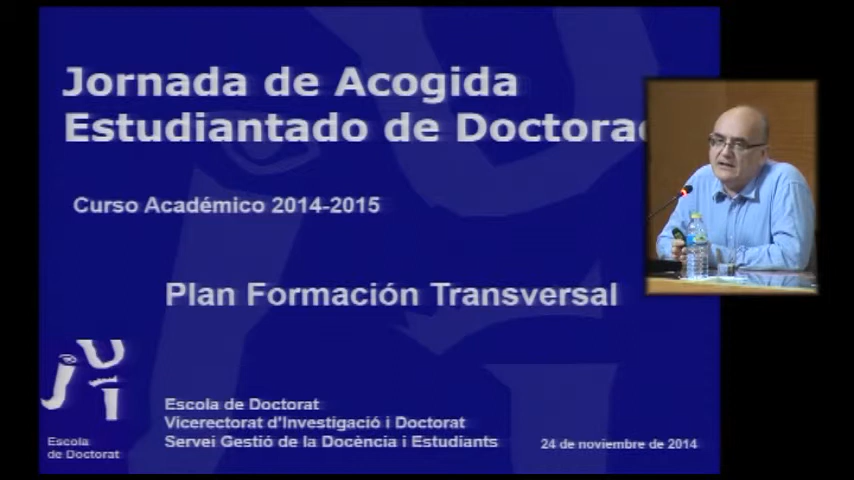 Jornada de Acogida
Estudiantado de Doctora
Curso Académico 2014-2015
Plan Formación Transversal
Escola
de Doctorat
Escola de Doctorat
Vicerectorat d'Investigació i Doctorat
Servei Gestió de la Docència i Estudiants
24 de noviembre de 2014